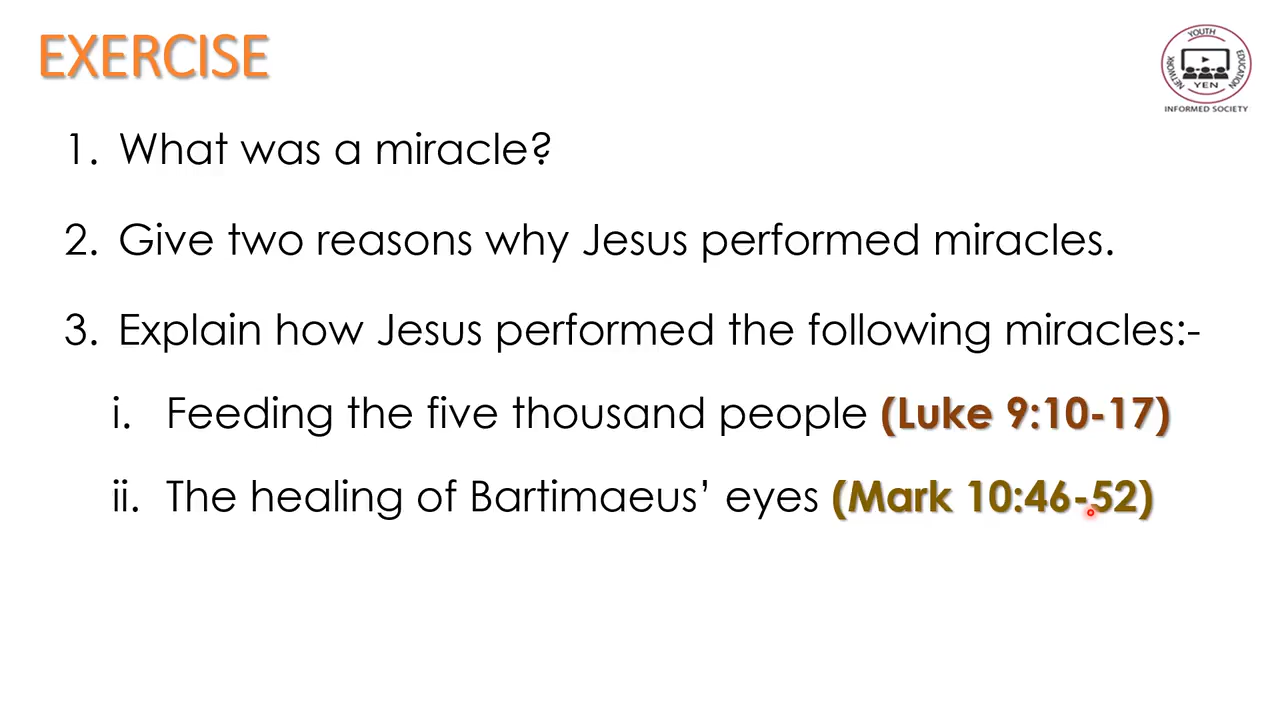 EXERCISE
YOUTH
EDUCATION
NETWORK
YEN
INFORMED SOCIETY
1. What was a miracle?
2. Give two reasons why Jesus performed miracles.
3. Explain how Jesus performed the following miracles:-
i. Feeding the five thousand people (Luke 9:10-17)
ii. The healing of Bartimaeus’ eyes (Mark 10:46-52)